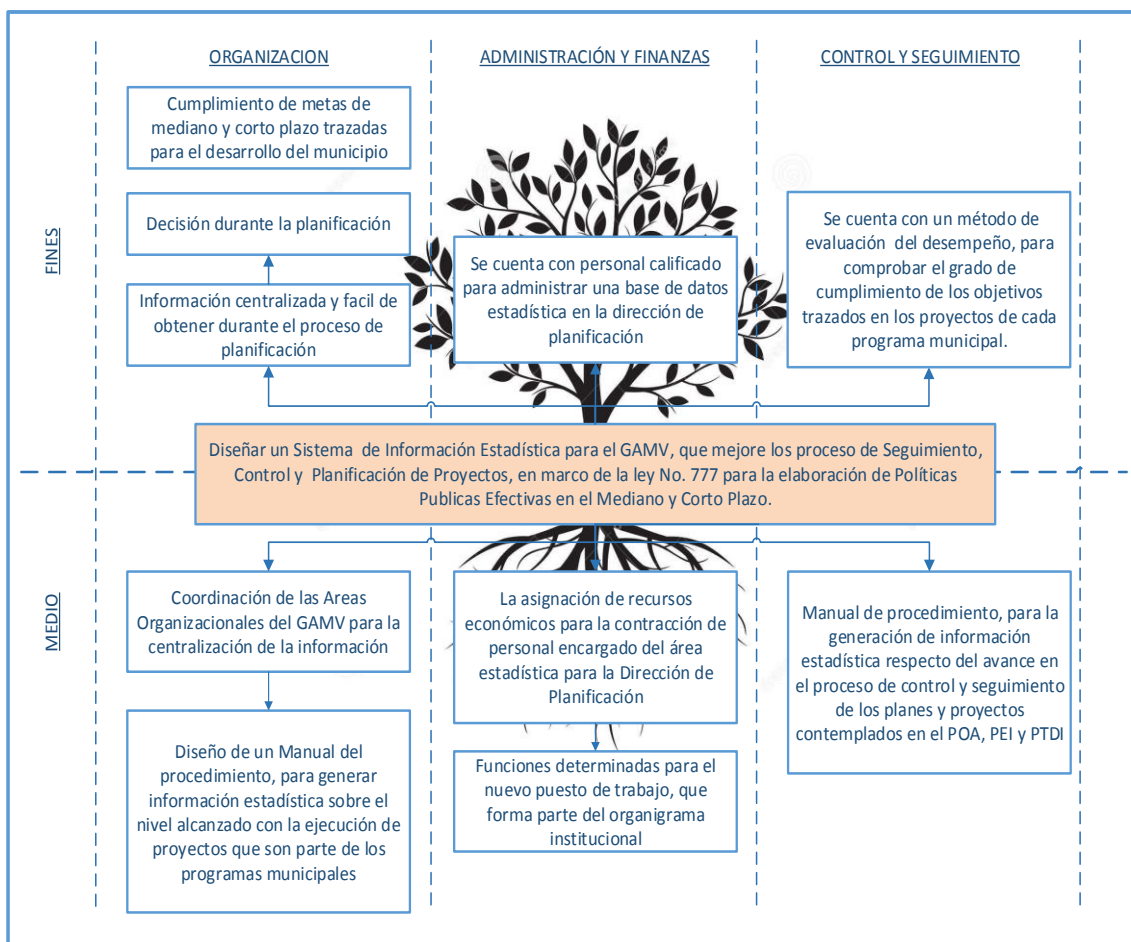 ORGANIZACION
ADMINISTRACIÓN Y FINANZAS
CONTROL Y SEGUIMIENTO
FINES
Cumplimiento de metas de
mediano y corto plazo trazadas
para el desarrollo del municipio
Decisión durante la planificación
Información centralizada y facil de
obtener durante el proceso de
planificación
Se cuenta con personal calificado
para administrar una base de datos
estadística en la dirección de
planificación
Se cuenta con un método de
evaluación del desempeño, para
comprobar el grado de
cumplimiento de los objetivos
trazados en los proyectos de cada
programa municipal.
Diseñar un Sistema de Información Estadística para el GAMV, que mejore los proceso de Seguimiento,
Control y Planificación de Proyectos, en marco de la ley No. 777 para la elaboración de Políticas
Publicas Efectivas en el Mediano y Corto Plazo.
MEDIO
Coordinación de las Areas
Organizacionales del GAMV para la
centralización de la información
Diseño de un Manual del
procedimiento, para generar
información estadística sobre el
nivel alcanzado con la ejecución de
proyectos que son parte de los
programas municipales
La asignación de recursos
económicos para la contracción de
personal encargado del área
estadística para la Dirección de
Planificación
Funciones determinadas para el
nuevo puesto de trabajo, que
forma parte del organigrama
institucional
Manual de procedimiento, para la
generación de información
estadística respecto del avance en
el proceso de control y seguimiento
de los planes y proyectos
contemplados en el POA, PEI y PTDI